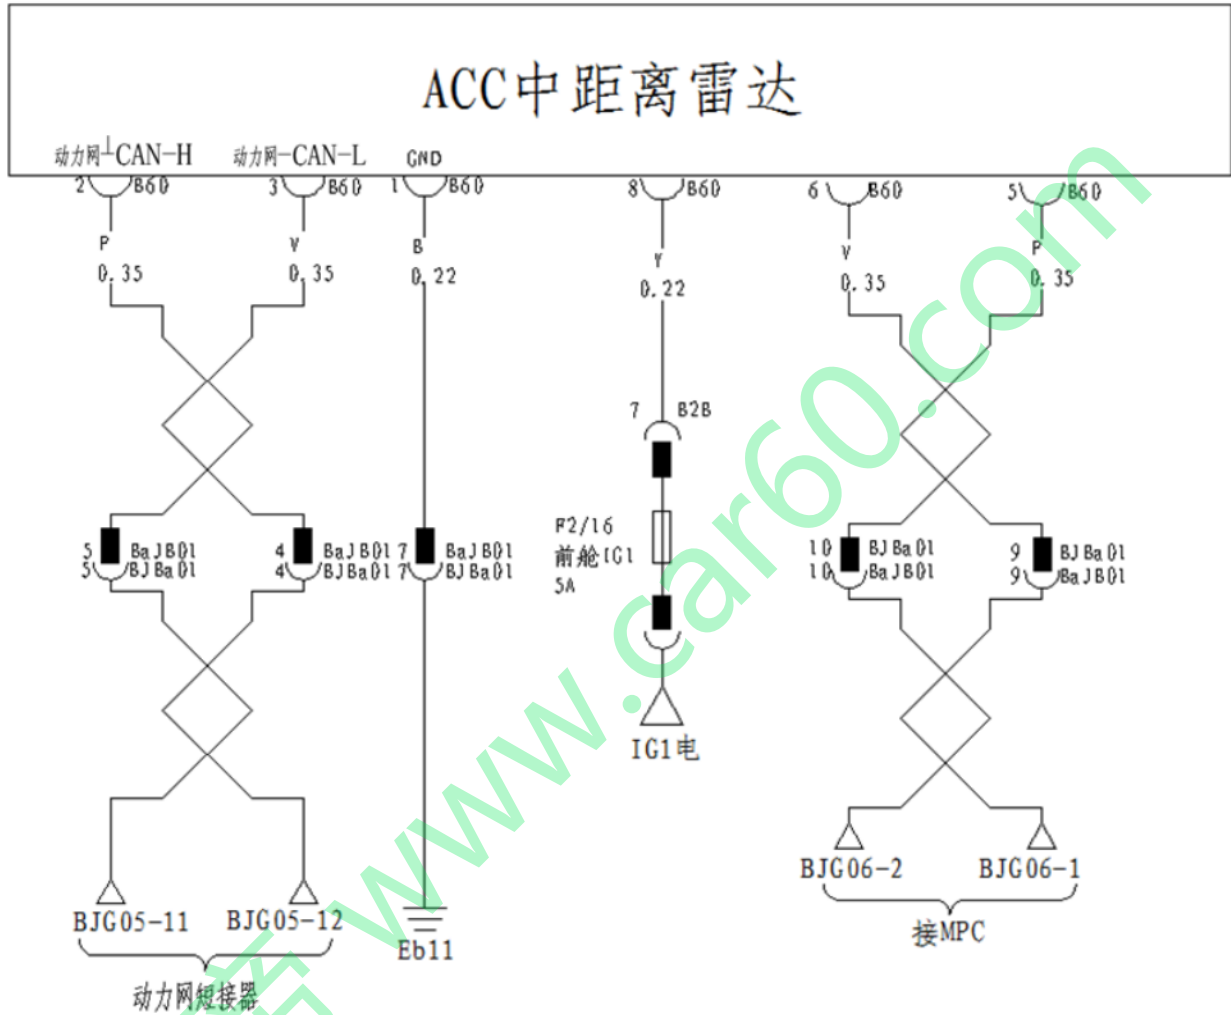 ACC中距离雷达
动力网-CAN-H 动力网-CAN-L GND
2 B60 3 B60 1 B60 8 B60 6 B60 5 B60
P V B Y V P
0.35 0.35 0.22 0.22 0.35 0.35
7 B2B
F2/16
前舱IG1
5A
5 BaJB01 4 BaJB01 7 BaJB01 10 BJBa01 9 BJBa01
5 BJBa01 4 BJBa01 7 BJBa01 10 BaJB01 9 BaJB01
IG1电
BJG06-2 BJG06-1
接MPC
BJG05-11 BJG05-12
Eb11
动力网短接器
www.car60.com